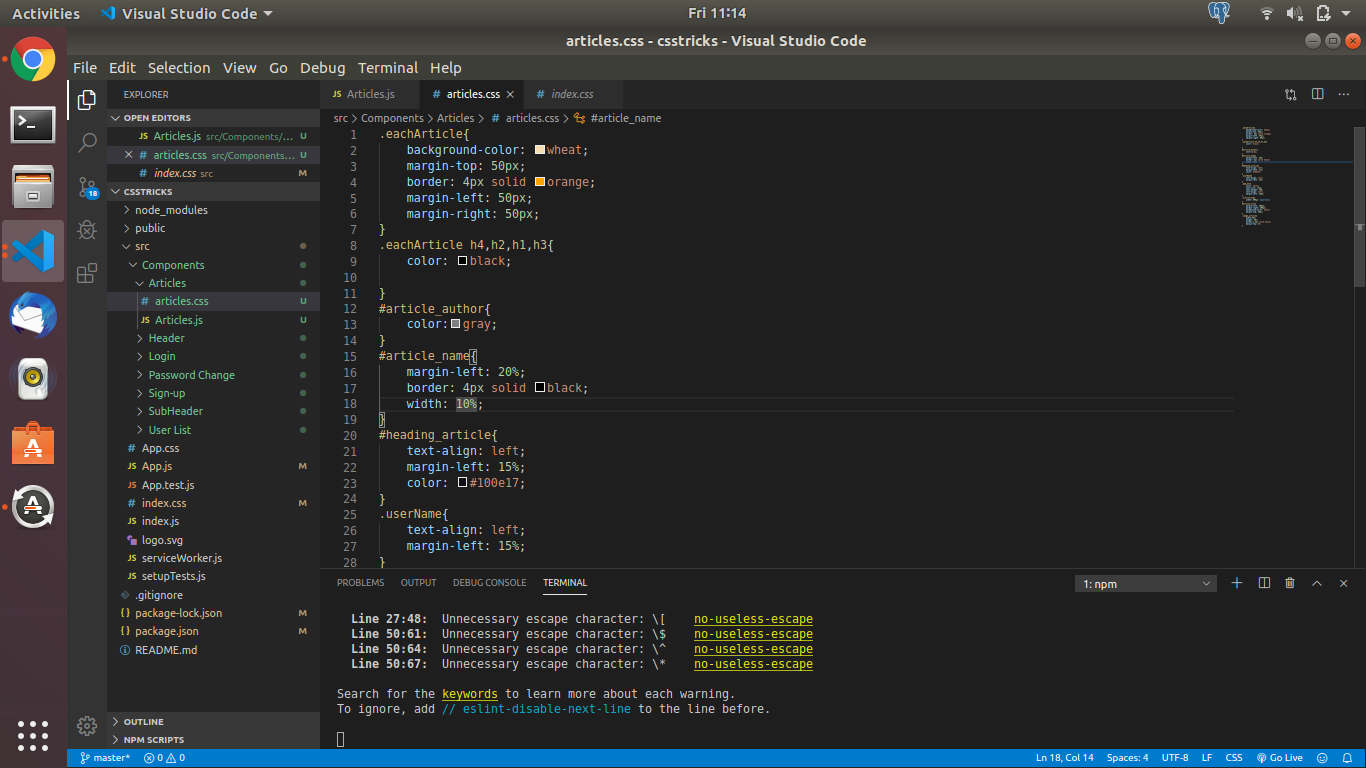 Activities Visual Studio Code Fri 11:14
articles.css - csstricks - Visual Studio Code
File Edit Selection View Go Debug Terminal Help
EXPLORER
OPEN EDITORS
JS Articles.js src/Components/... U
# articles.css src/Components... U
# index.css src M
CSSTRICKS
node_modules
public
src
Components
Articles
# articles.css U
JS Articles.js U
Header
Login
Password Change
Sign-up
SubHeader
User List
# App.css
JS App.js M
JS App.test.js
# index.css M
JS index.js
logo.svg
JS serviceWorker.js
JS setupTests.js
.gitignore
{} package-lock.json M
{} package.json M
README.md
OUTLINE
NPM SCRIPTS
18
JS Articles.js # articles.css # index.css
src > Components > Articles > # articles.css > #article_name
1 .eachArticle{
2 background-color: wheat;
3 margin-top: 50px;
4 border: 4px solid orange;
5 margin-left: 50px;
6 margin-right: 50px;
7 }
8 .eachArticle h4,h2,h1,h3{
9 color: black;
10
11 }
12 #article_author{
13 color:gray;
14 }
15 #article_name{
16 margin-left: 20%;
17 border: 4px solid black;
18 width: 10%;
19 }
20 #heading_article{
21 text-align: left;
22 margin-left: 15%;
23 color: #100e17;
24 }
25 .userName{
26 text-align: left;
27 margin-left: 15%;
28 }
PROBLEMS OUTPUT DEBUG CONSOLE TERMINAL 1: npm
Line 27:48: Unnecessary escape character: \[ no-useless-escape
Line 50:61: Unnecessary escape character: \$ no-useless-escape
Line 50:64: Unnecessary escape character: \^ no-useless-escape
Line 50:67: Unnecessary escape character: \* no-useless-escape
Search for the keywords to learn more about each warning.
To ignore, add // eslint-disable-next-line to the line before.
master* 0 0 Ln 18, Col 14 Spaces: 4 UTF-8 LF CSS Go Live